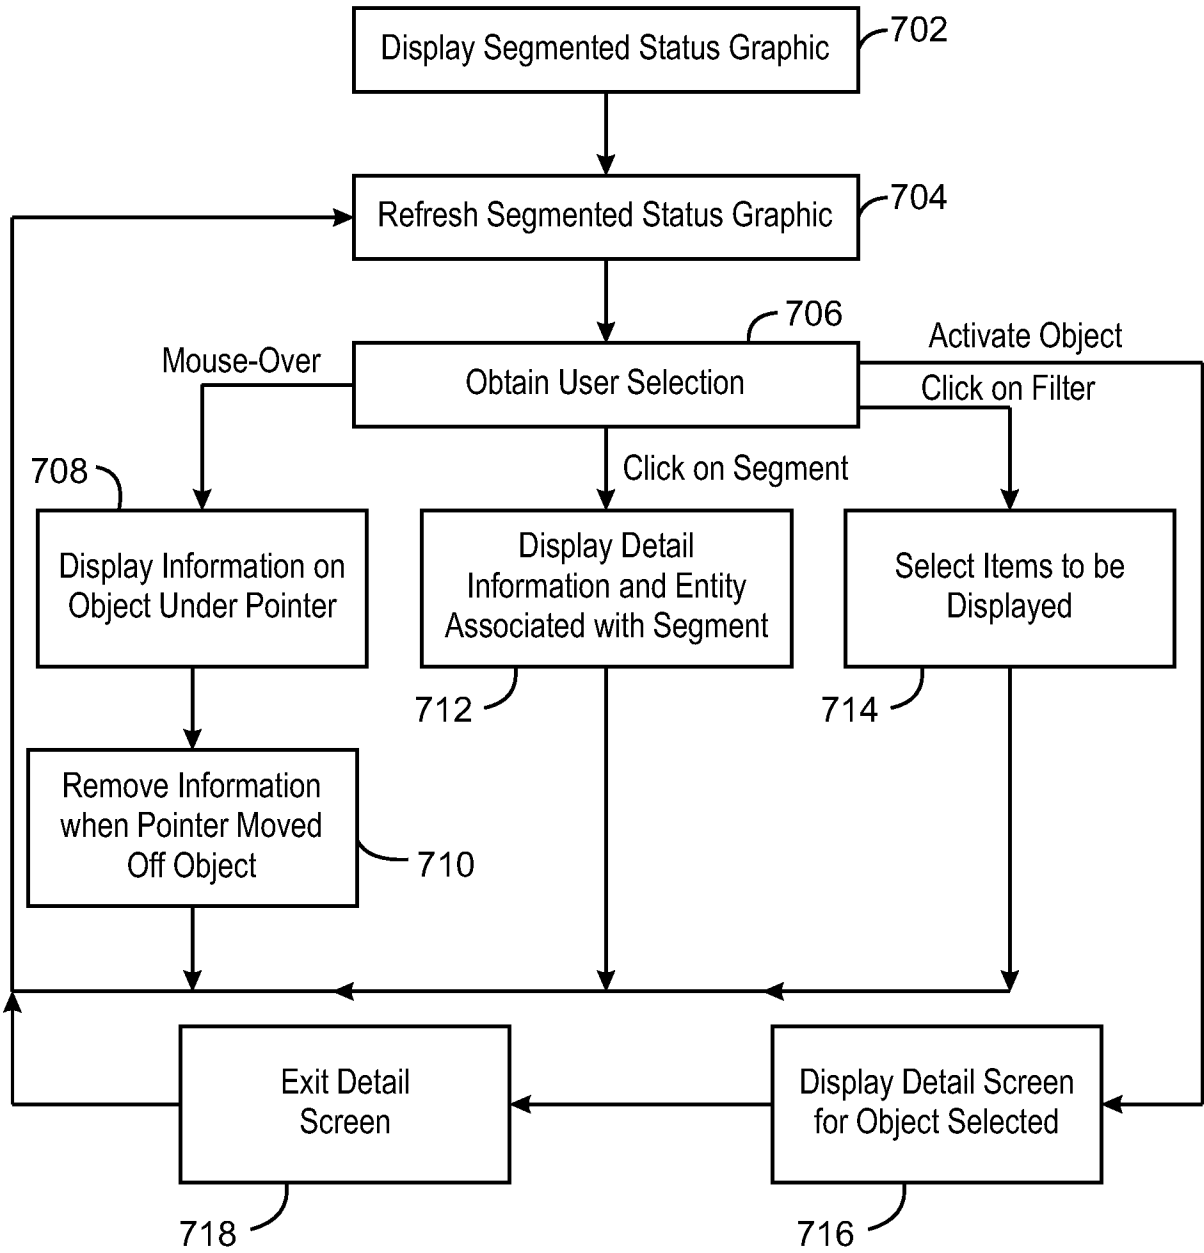 Display Segmented Status Graphic
702
Refresh Segmented Status Graphic
704
706
Obtain User Selection
Mouse-Over
Activate Object
Click on Filter
Click on Segment
708
Display Information on
Object Under Pointer
Display Detail
Information and Entity
Associated with Segment
712
Select Items to be
Displayed
714
Remove Information
when Pointer Moved
Off Object
710
Exit Detail
Screen
718
Display Detail Screen
for Object Selected
716